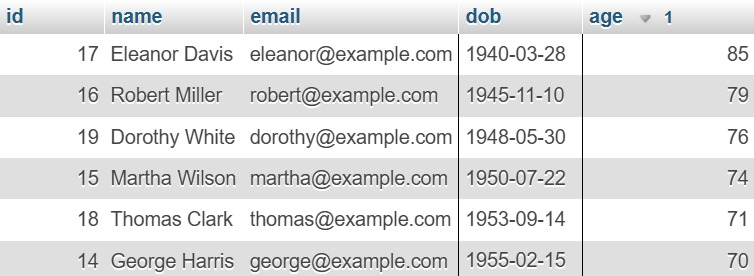 id name email dob age 1
17 Eleanor Davis eleanor@example.com 1940-03-28 85
16 Robert Miller robert@example.com 1945-11-10 79
19 Dorothy White dorothy@example.com 1948-05-30 76
15 Martha Wilson martha@example.com 1950-07-22 74
18 Thomas Clark thomas@example.com 1953-09-14 71
14 George Harris george@example.com 1955-02-15 70